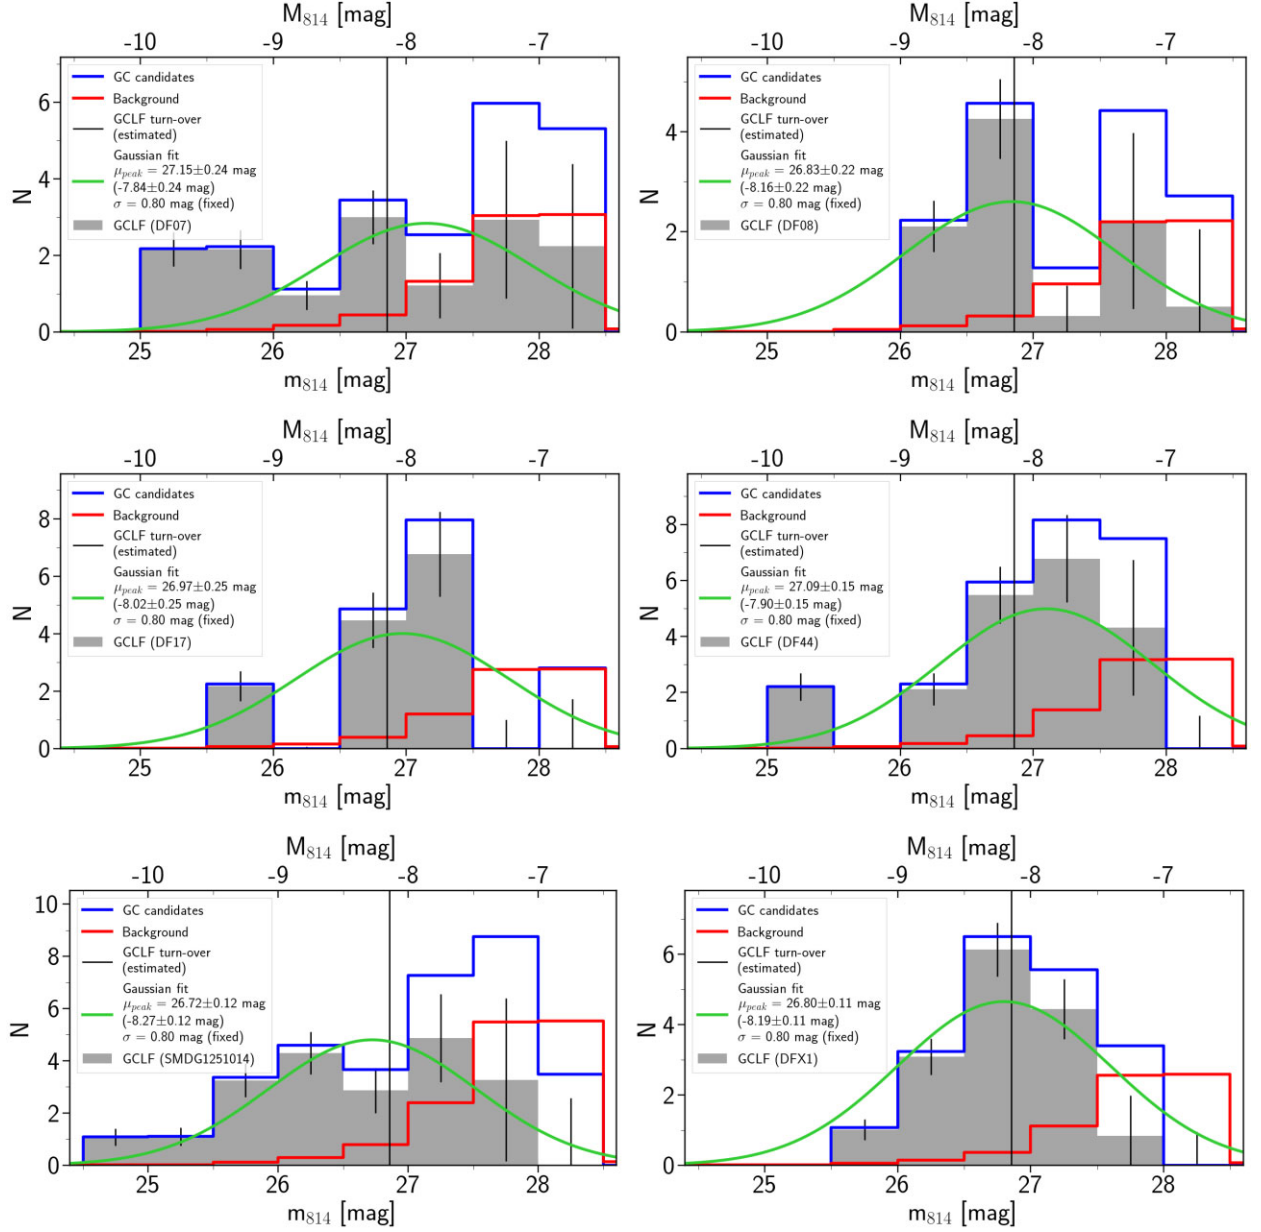 M814 [mag]
-10 -9 -8 -7
GC candidates
Background
GCLF turn-over
(estimated)
Gaussian fit
μpeak = 27.15±0.24 mag
(-7.84±0.24 mag)
σ = 0.80 mag (fixed)
GCLF (DF07)
N
6
4
2
0
25 26 27 28
m814 [mag]
M814 [mag]
-10 -9 -8 -7
GC candidates
Background
GCLF turn-over
(estimated)
Gaussian fit
μpeak = 26.83±0.22 mag
(-8.16±0.22 mag)
σ = 0.80 mag (fixed)
GCLF (DF08)
N
4
2
0
25 26 27 28
m814 [mag]
M814 [mag]
-10 -9 -8 -7
GC candidates
Background
GCLF turn-over
(estimated)
Gaussian fit
μpeak = 26.97±0.25 mag
(-8.02±0.25 mag)
σ = 0.80 mag (fixed)
GCLF (DF17)
N
8
6
4
2
0
25 26 27 28
m814 [mag]
M814 [mag]
-10 -9 -8 -7
GC candidates
Background
GCLF turn-over
(estimated)
Gaussian fit
μpeak = 27.09±0.15 mag
(-7.90±0.15 mag)
σ = 0.80 mag (fixed)
GCLF (DF44)
N
8
6
4
2
0
25 26 27 28
m814 [mag]
M814 [mag]
-10 -9 -8 -7
GC candidates
Background
GCLF turn-over
(estimated)
Gaussian fit
μpeak = 26.72±0.12 mag
(-8.27±0.12 mag)
σ = 0.80 mag (fixed)
GCLF (SMDG1251014)
N
10
8
6
4
2
0
25 26 27 28
m814 [mag]
M814 [mag]
-10 -9 -8 -7
GC candidates
Background
GCLF turn-over
(estimated)
Gaussian fit
μpeak = 26.80±0.11 mag
(-8.19±0.11 mag)
σ = 0.80 mag (fixed)
GCLF (DFX1)
N
6
4
2
0
25 26 27 28
m814 [mag]